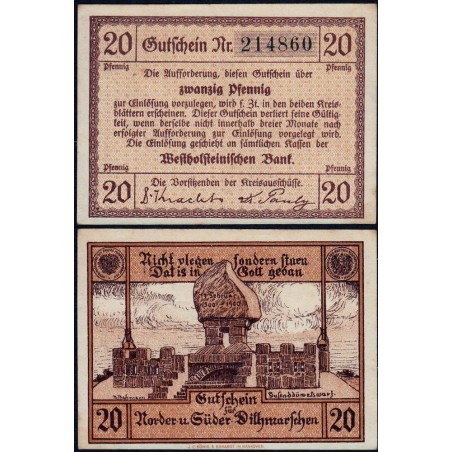 20 Gutschein Nr. 214860 20
Pfennig Pfennig
Die Aufforderung, diesen Gutschein über
zwanzig Pfennig
zur Einlösung vorzulegen, wird s. Zt. in den beiden Kreis-
blättern erscheinen. Dieser Gutschein verliert seine Gültig-
keit, wenn derselbe nicht innerhalb dreier Monate nach
erfolgter Aufforderung zur Einlösung vorgelegt wird.
Die Einlösung geschieht an sämtlichen Kassen der
Pfennig Westholsteinischen Bank. Pfennig
20 Die Vorsitzenden der Kreisausschüsse. 20
Nicht vlegen sondern starn
Dat is in Gott gedan
Dusenddüwelswarf.
Gutschein
für
20 Norder u. Süder Dithmarschen 20